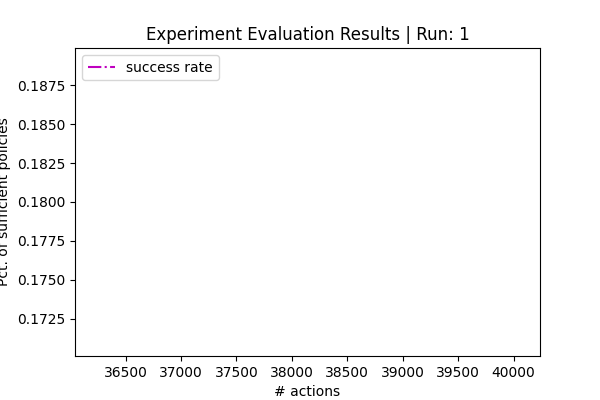 Experiment Evaluation Results | Run: 1
success rate
Pct. of sufficient policies
0.1875
0.1850
0.1825
0.1800
0.1775
0.1750
0.1725
36500 37000 37500 38000 38500 39000 39500 40000
# actions